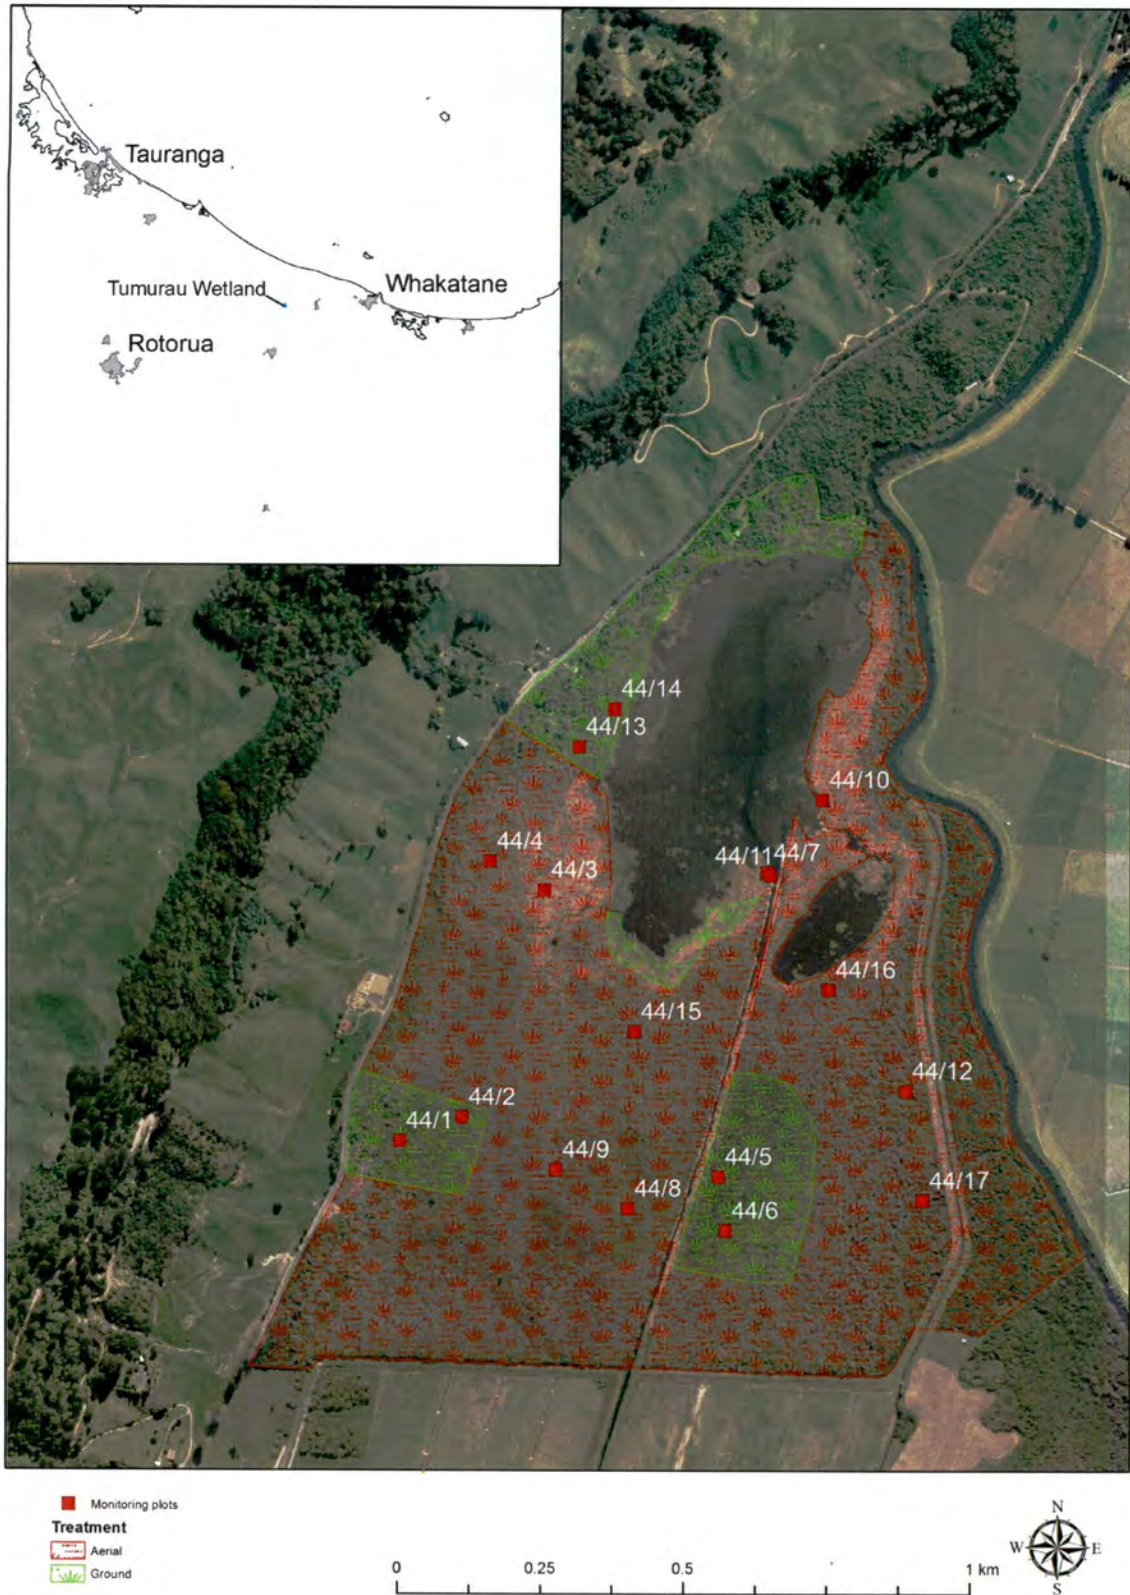 Tauranga
Whakatane
Tumurau Wetland
Rotorua
44/14
44/13
44/10
44/4
44/11
44/7
44/3
44/16
44/15
44/12
44/2
44/1
44/9
44/5
44/17
44/8
44/6
Monitoring plots
Treatment
Aerial
Ground
0 0.25 0.5 1 km
N
W E
S